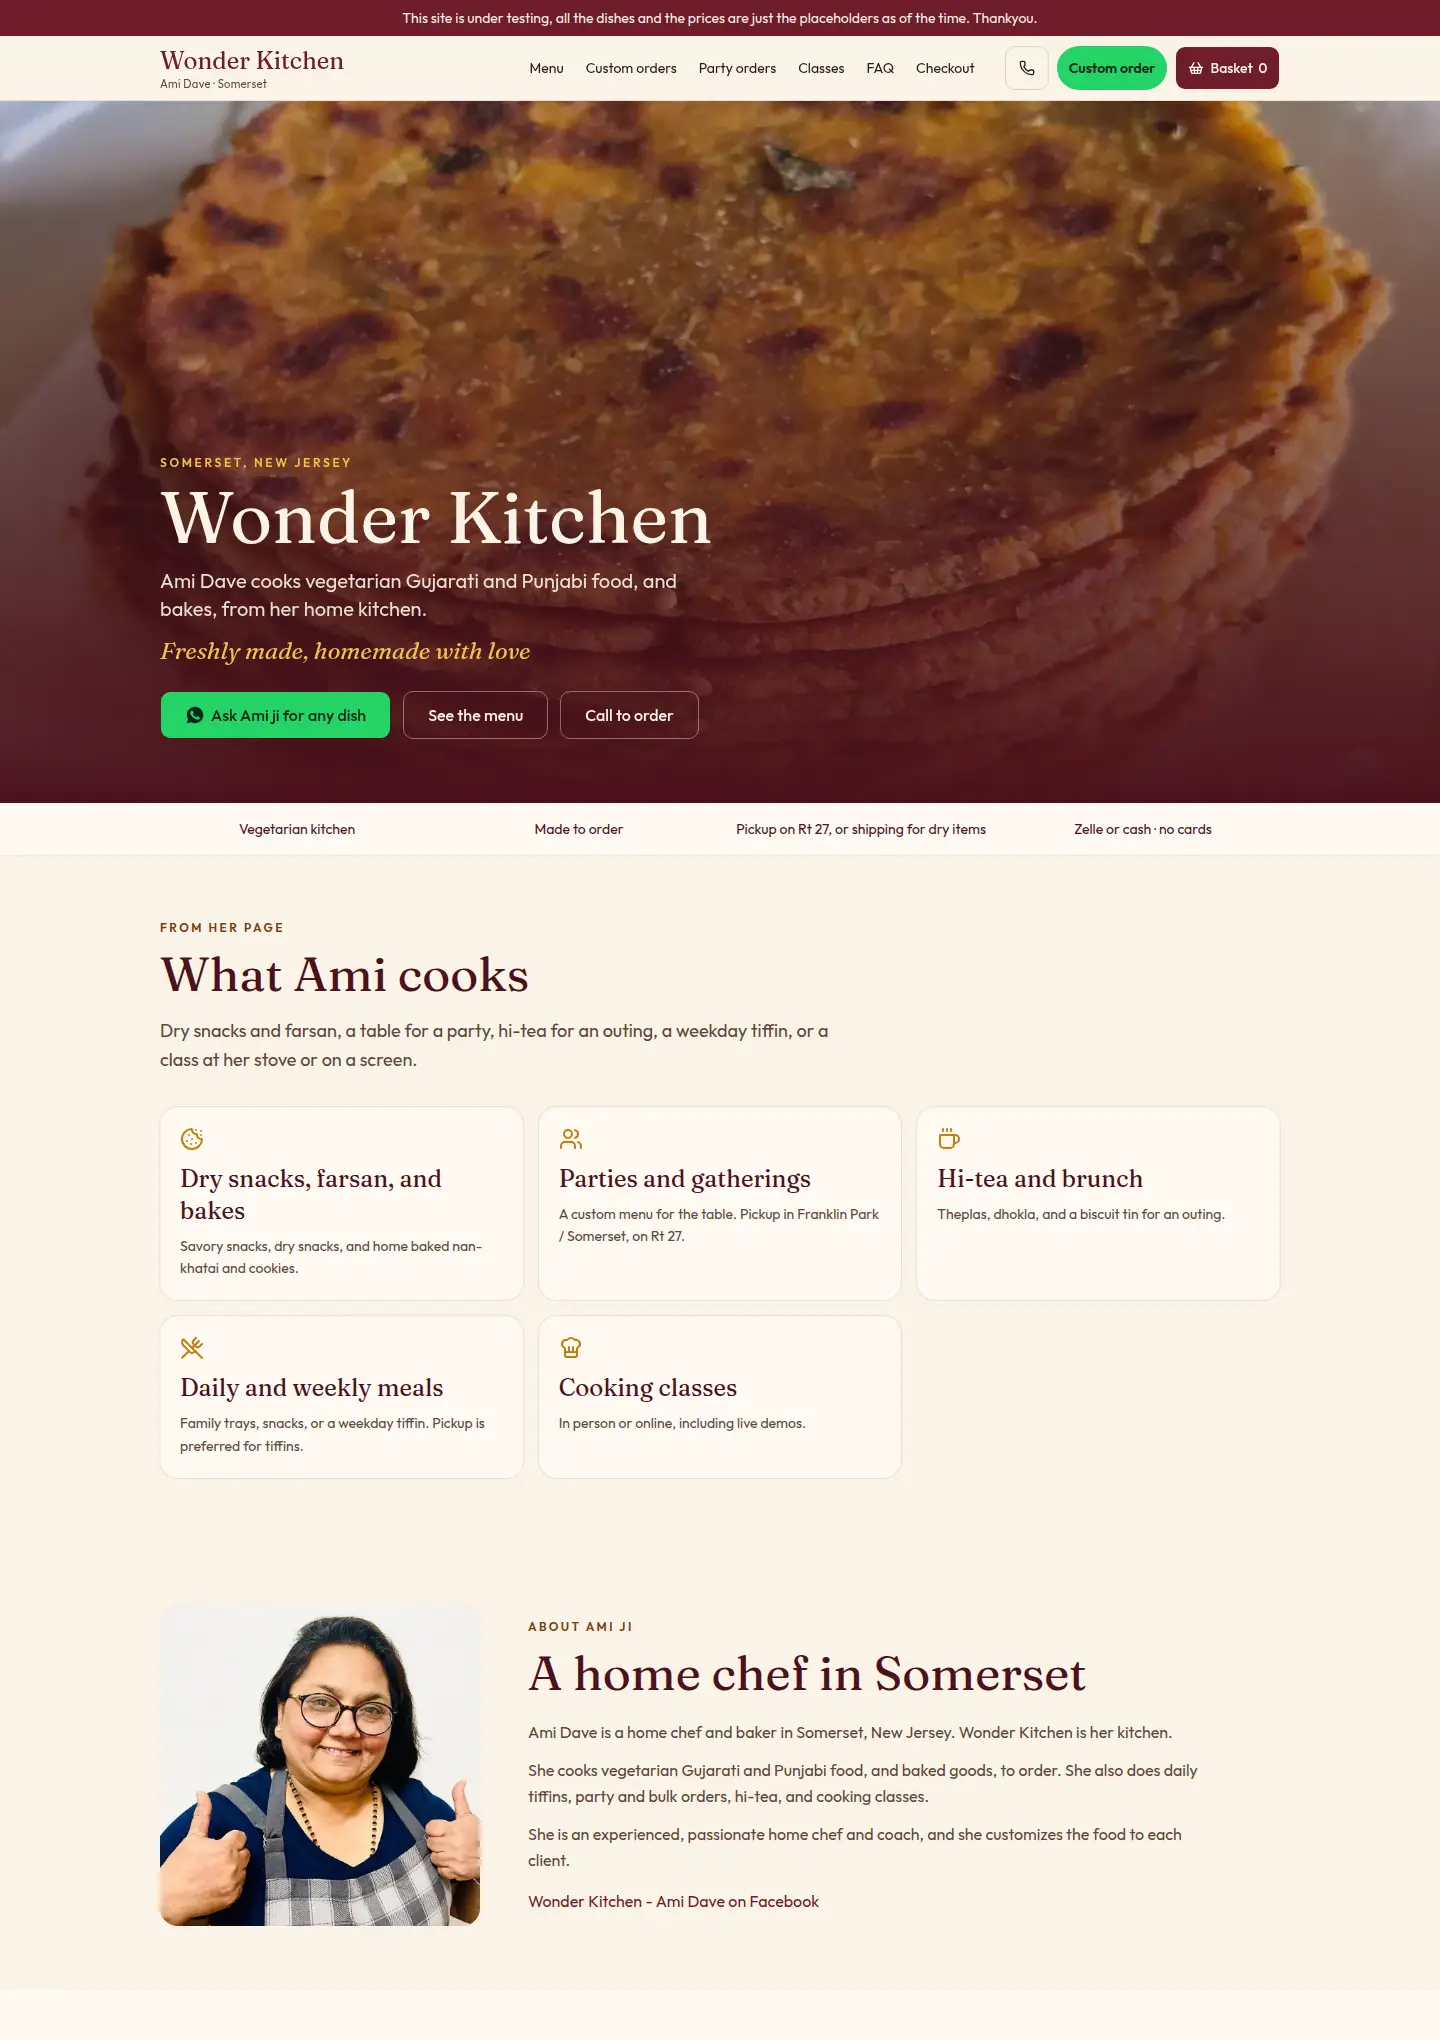 This site is under testing, all the dishes and the prices are just the placeholders as of the time. Thankyou.
Wonder Kitchen
Ami Dave · Somerset
Menu
Custom orders
Party orders
Classes
FAQ
Checkout
Custom order
Basket 0
SOMERSET, NEW JERSEY
Wonder Kitchen
Ami Dave cooks vegetarian Gujarati and Punjabi food, and
bakes, from her home kitchen.
Freshly made, homemade with love
Ask Ami ji for any dish
See the menu
Call to order
Vegetarian kitchen
Made to order
Pickup on Rt 27, or shipping for dry items
Zelle or cash · no cards
FROM HER PAGE
What Ami cooks
Dry snacks and farsan, a table for a party, hi-tea for an outing, a weekday tiffin, or a
class at her stove or on a screen.
Dry snacks, farsan, and
bakes
Savory snacks, dry snacks, and home baked nan-
khatai and cookies.
Parties and gatherings
A custom menu for the table. Pickup in Franklin Park
/ Somerset, on Rt 27.
Hi-tea and brunch
Theplas, dhokla, and a biscuit tin for an outing.
Daily and weekly meals
Family trays, snacks, or a weekday tiffin. Pickup is
preferred for tiffins.
Cooking classes
In person or online, including live demos.
ABOUT AMI JI
A home chef in Somerset
Ami Dave is a home chef and baker in Somerset, New Jersey. Wonder Kitchen is her kitchen.
She cooks vegetarian Gujarati and Punjabi food, and baked goods, to order. She also does daily
tiffins, party and bulk orders, hi-tea, and cooking classes.
She is an experienced, passionate home chef and coach, and she customizes the food to each
client.
Wonder Kitchen - Ami Dave on Facebook